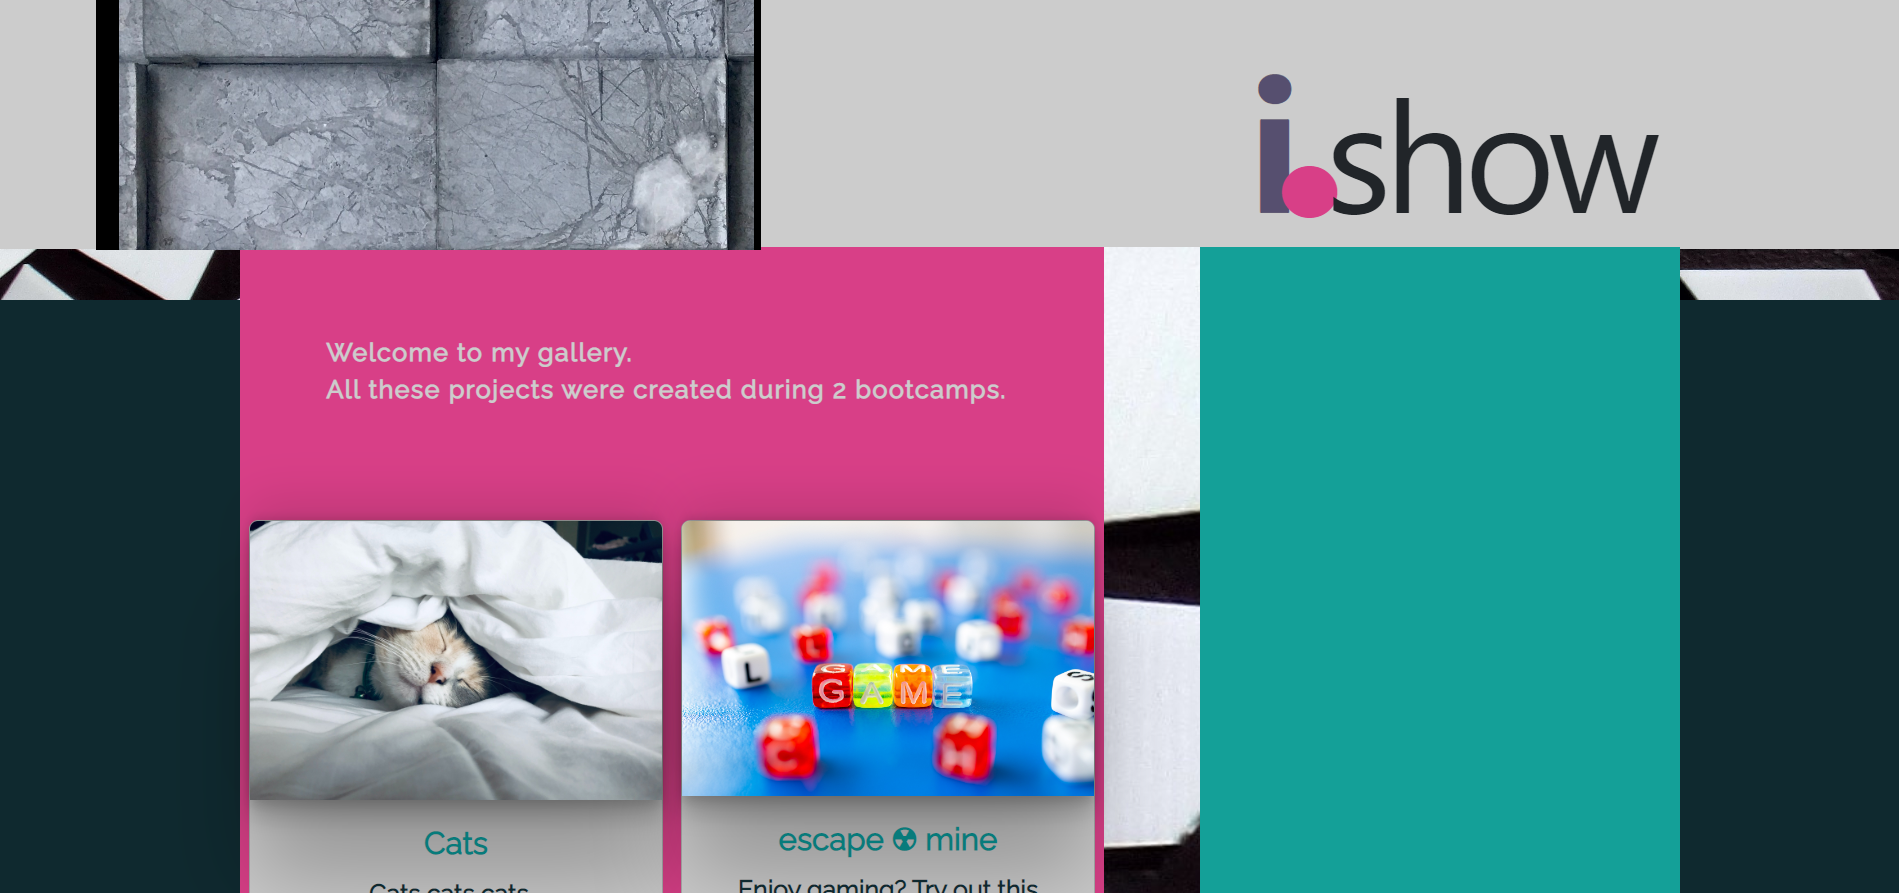 i.show
Welcome to my gallery.
All these projects were created during 2 bootcamps.
L
GAME
GAME
S
C
H
Cats
escape ☢ mine
Cats cats cats
Enjoy gaming? Try out this